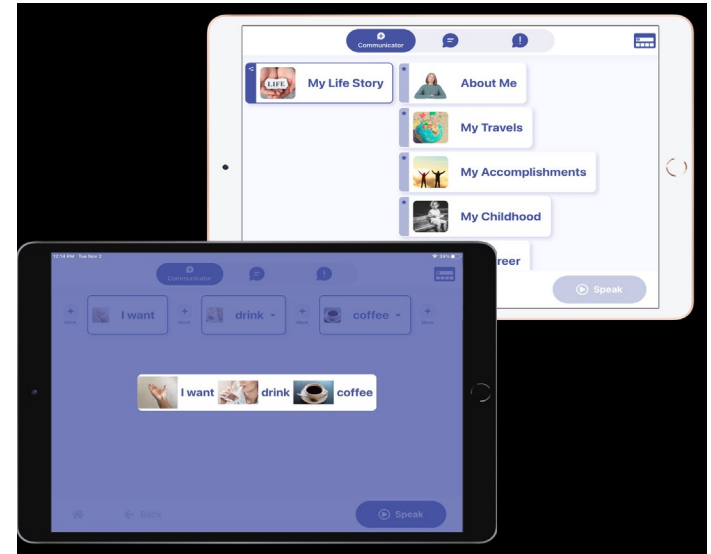 Communicator
LIFE
My Life Story
About Me
My Travels
My Accomplishments
My Childhood
reer
Speak
12:14 PM Tue Nov 2
Communicator
I want
drink
coffee
I want drink coffee
Back
Speak